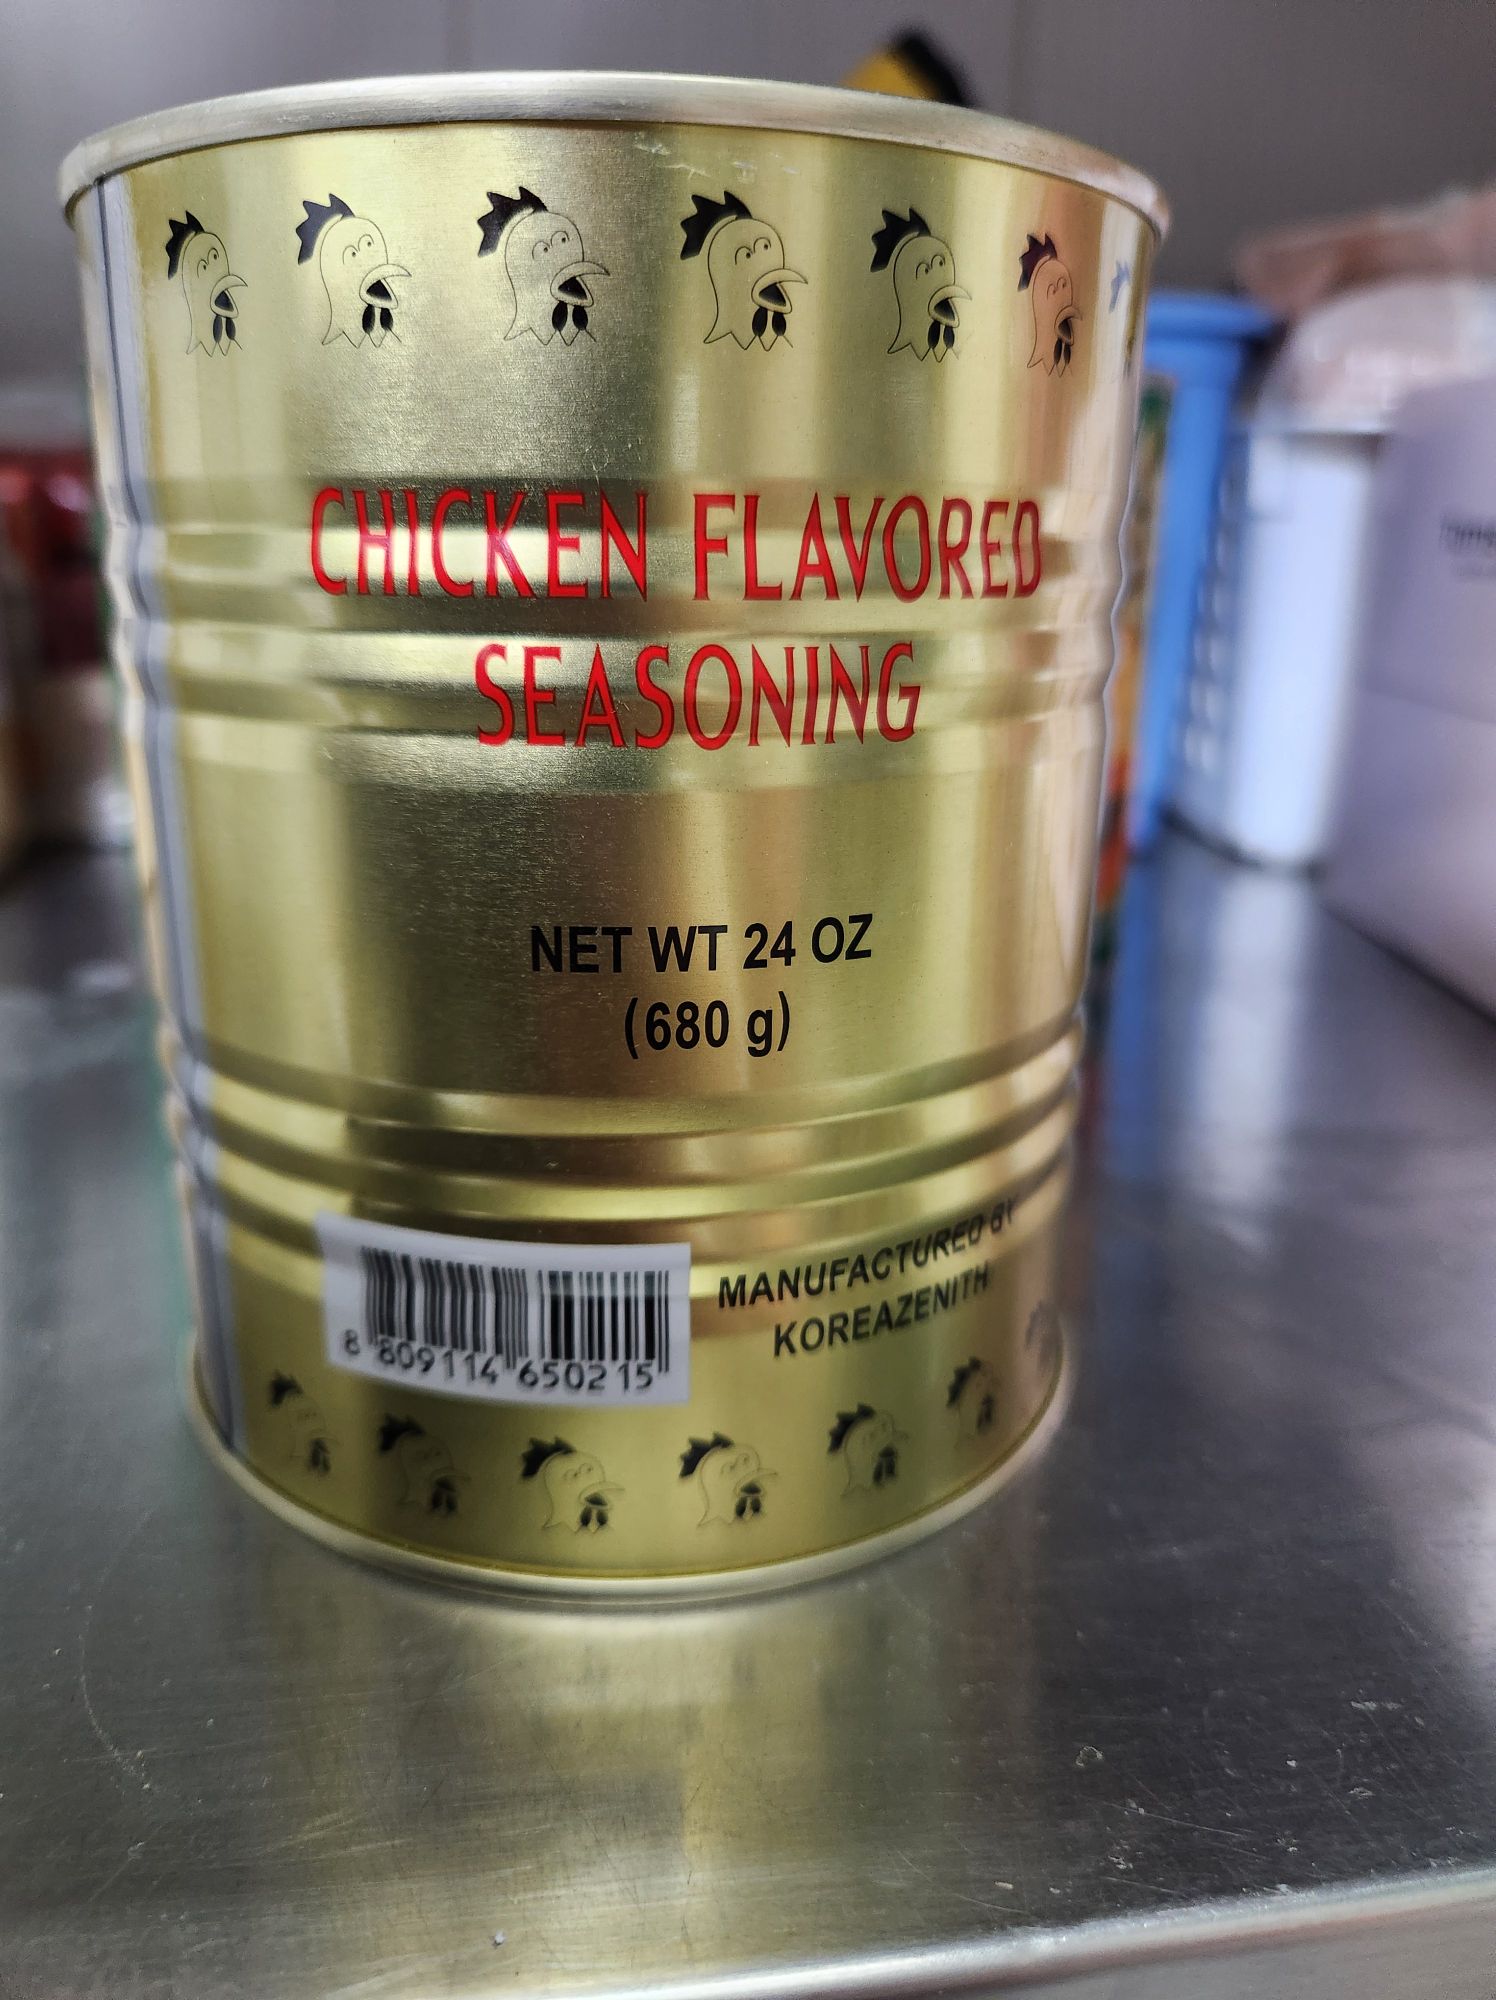 CHICKEN FLAVORED
SEASONING
NET WT 24 OZ
(680 g)
MANUFACTURED BY
KOREAZENITH
8 809114 650215